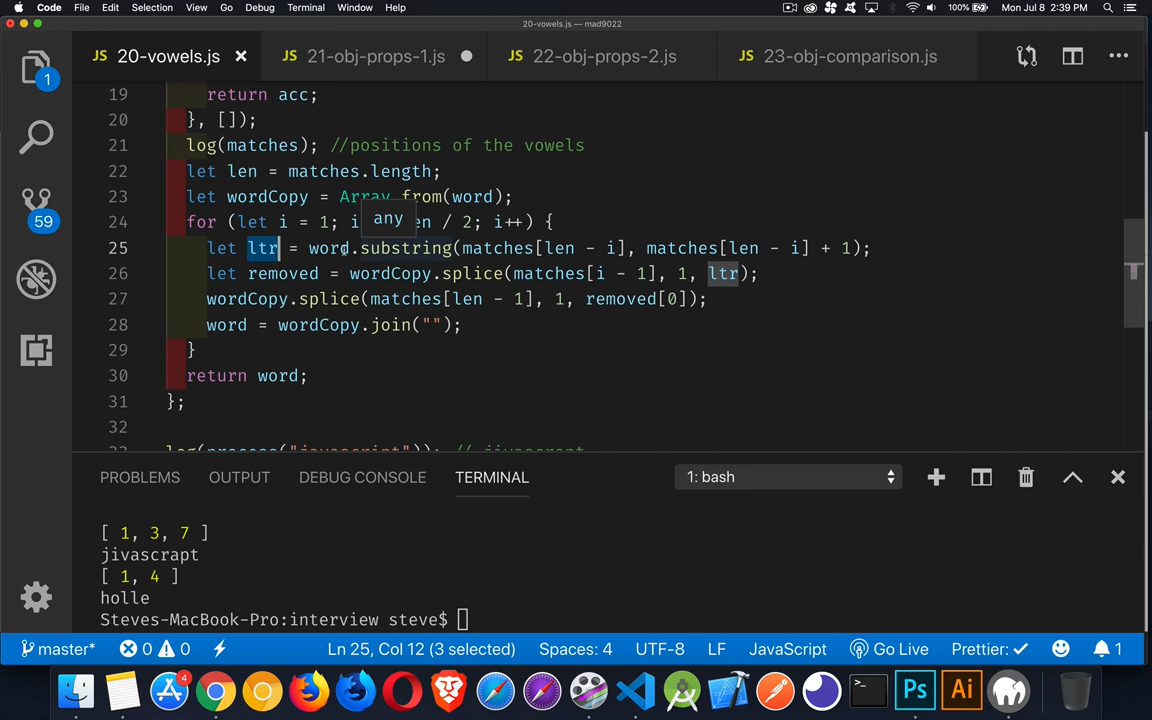 Code File Edit Selection View Go Debug Terminal Window Help 100% Mon Jul 8 2:39 PM
20-vowels.js — mad9022
JS 20-vowels.js JS 21-obj-props-1.js JS 22-obj-props-2.js JS 23-obj-comparison.js
19 return acc;
20 }, []);
21 log(matches); //positions of the vowels
22 let len = matches.length;
23 let wordCopy = Array.from(word);
24 for (let i = 1; i en / 2; i++) {
any
25 let ltr = word.substring(matches[len - i], matches[len - i] + 1);
26 let removed = wordCopy.splice(matches[i - 1], 1, ltr);
27 wordCopy.splice(matches[len - 1], 1, removed[0]);
28 word = wordCopy.join("");
29 }
30 return word;
31 };
32
1
59
PROBLEMS OUTPUT DEBUG CONSOLE TERMINAL 1: bash
[ 1, 3, 7 ]
jivascrapt
[ 1, 4 ]
holle
Steves-MacBook-Pro:interview steve$
master* 0 0 Ln 25, Col 12 (3 selected) Spaces: 4 UTF-8 LF JavaScript Go Live Prettier: 1
4
>_
Ps
Ai